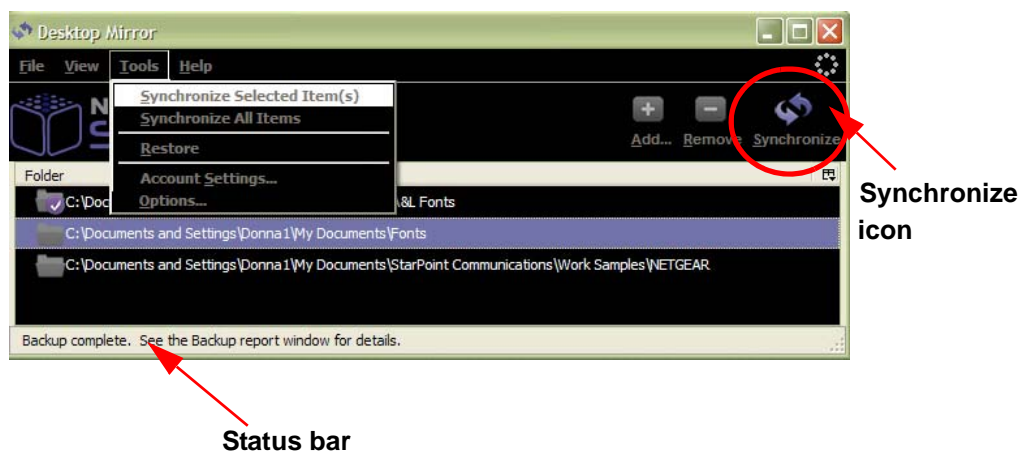 Desktop Mirror
File View Tools Help
Synchronize Selected Item(s)
Synchronize All Items
Restore
Account Settings...
Options...
N
S
Add... Remove Synchronize
Folder
C:\Doc &L Fonts
C:\Documents and Settings\Donna1\My Documents\Fonts
C:\Documents and Settings\Donna1\My Documents\StarPoint Communications\Work Samples\NETGEAR
Backup complete. See the Backup report window for details.
Synchronize
icon
Status bar